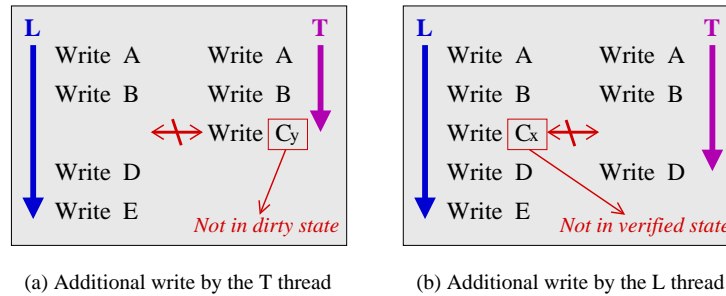 L T
Write A Write A
Write B Write B
Write Cy
Write D
Write E
Not in dirty state
(a) Additional write by the T thread
L T
Write A Write A
Write B Write B
Write Cx
Write D Write D
Write E
Not in verified state
(b) Additional write by the L thread